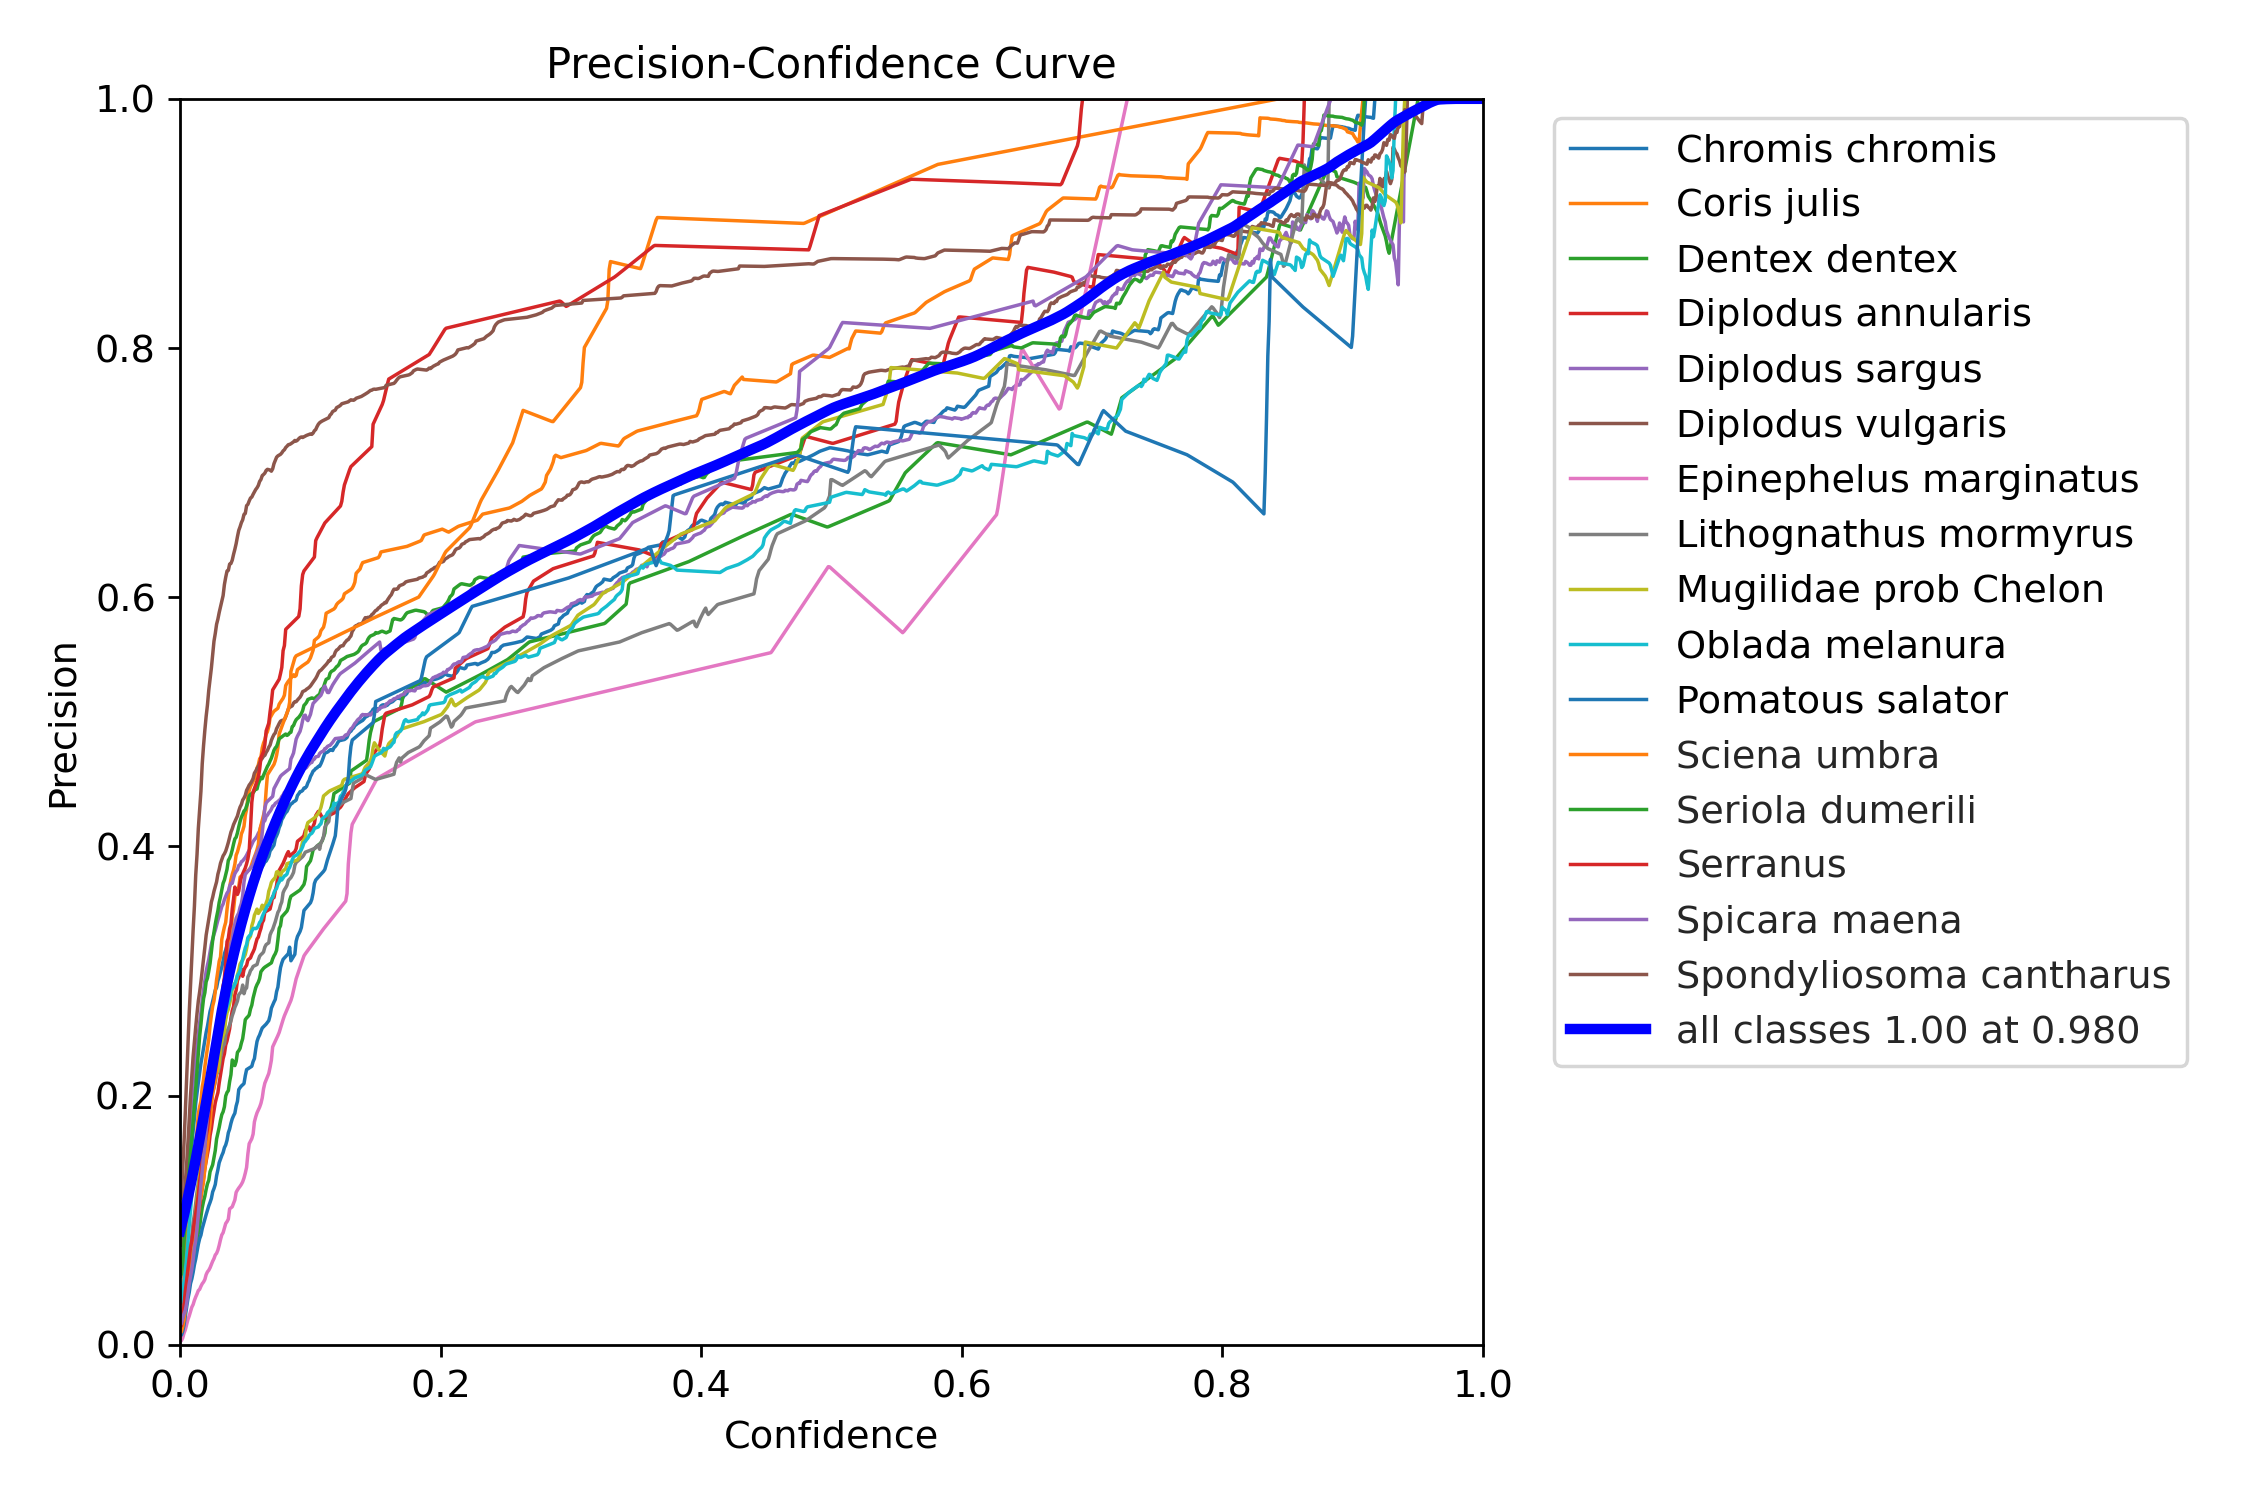 Precision-Confidence Curve
1.0
0.8
0.6
0.4
0.2
0.0
Precision
0.0 0.2 0.4 0.6 0.8 1.0
Confidence
Chromis chromis
Coris julis
Dentex dentex
Diplodus annularis
Diplodus sargus
Diplodus vulgaris
Epinephelus marginatus
Lithognathus mormyrus
Mugilidae prob Chelon
Oblada melanura
Pomatous salator
Sciena umbra
Seriola dumerili
Serranus
Spicara maena
Spondyliosoma cantharus
all classes 1.00 at 0.980